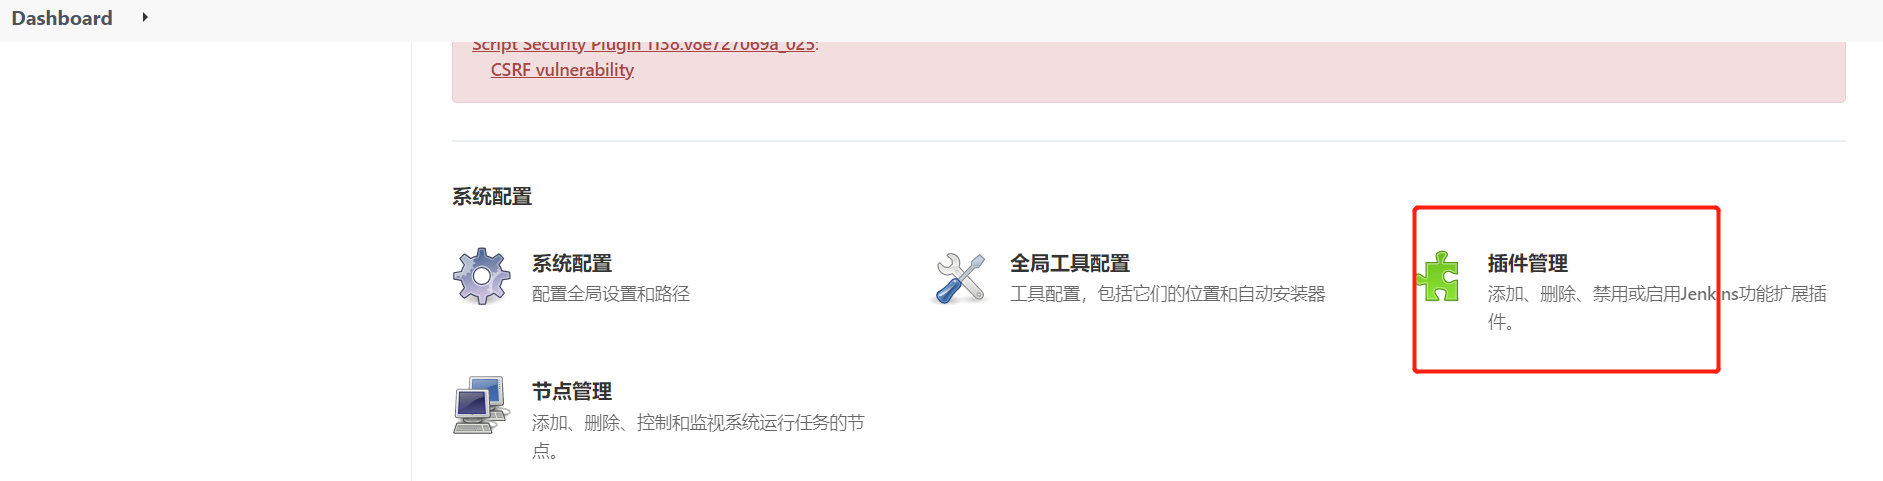 Dashboard
Script Security Plugin 1138.v8e727069a_025:
CSRF vulnerability
系统配置
系统配置
配置全局设置和路径
全局工具配置
工具配置，包括它们的位置和自动安装器
插件管理
添加、删除、禁用或启用Jenkins功能扩展插
件。
节点管理
添加、删除、控制和监视系统运行任务的节
点。